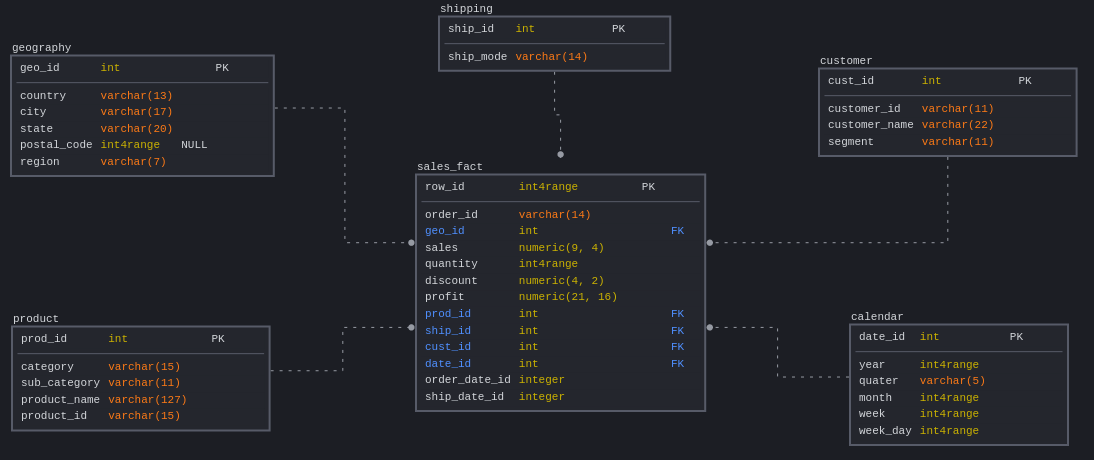 shipping
ship_id int PK
ship_mode varchar(14)
geography
geo_id int PK
country varchar(13)
city varchar(17)
state varchar(20)
postal_code int4range NULL
region varchar(7)
customer
cust_id int PK
customer_id varchar(11)
customer_name varchar(22)
segment varchar(11)
sales_fact
row_id int4range PK
order_id varchar(14)
geo_id int FK
sales numeric(9, 4)
quantity int4range
discount numeric(4, 2)
profit numeric(21, 16)
prod_id int FK
ship_id int FK
cust_id int FK
date_id int FK
order_date_id integer
ship_date_id integer
product
prod_id int PK
category varchar(15)
sub_category varchar(11)
product_name varchar(127)
product_id varchar(15)
calendar
date_id int PK
year int4range
quater varchar(5)
month int4range
week int4range
week_day int4range